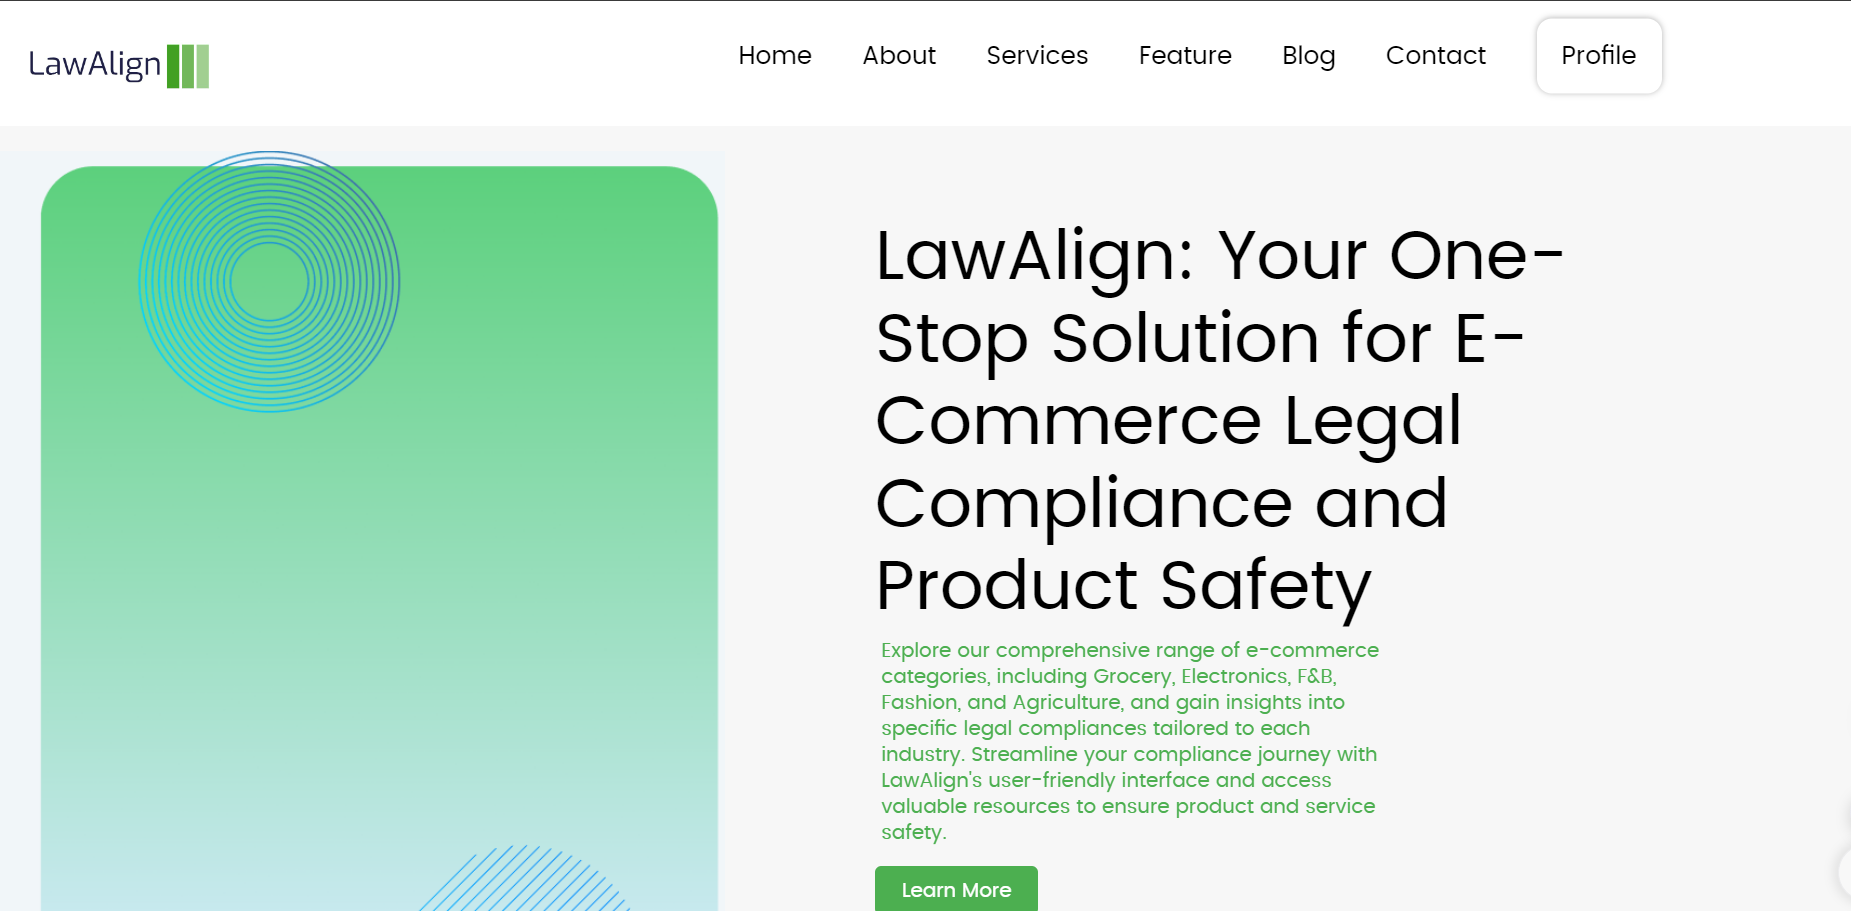 LawAlign
Home About Services Feature Blog Contact Profile
LawAlign: Your One-
Stop Solution for E-
Commerce Legal
Compliance and
Product Safety
Explore our comprehensive range of e-commerce
categories, including Grocery, Electronics, F&B,
Fashion, and Agriculture, and gain insights into
specific legal compliances tailored to each
industry. Streamline your compliance journey with
LawAlign's user-friendly interface and access
valuable resources to ensure product and service
safety.
Learn More